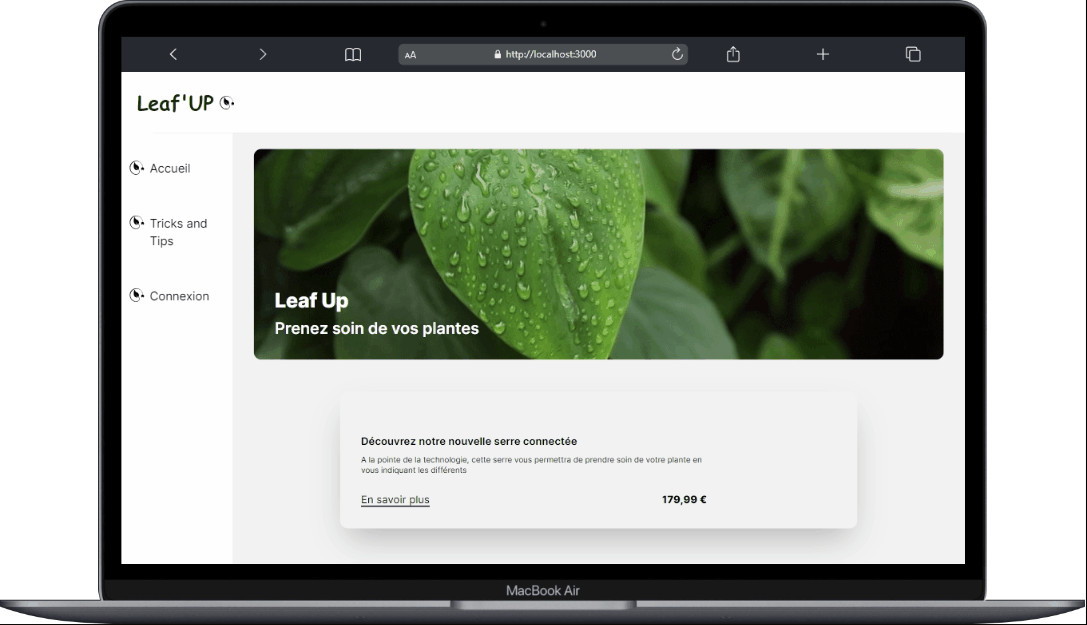 AA http://localhost:3000
Leaf'UP
Accueil
Tricks and
Tips
Connexion
Leaf Up
Prenez soin de vos plantes
Découvrez notre nouvelle serre connectée
A la pointe de la technologie, cette serre vous permettra de prendre soin de votre plante en
vous indiquant les différents
En savoir plus 179,99 €
MacBook Air